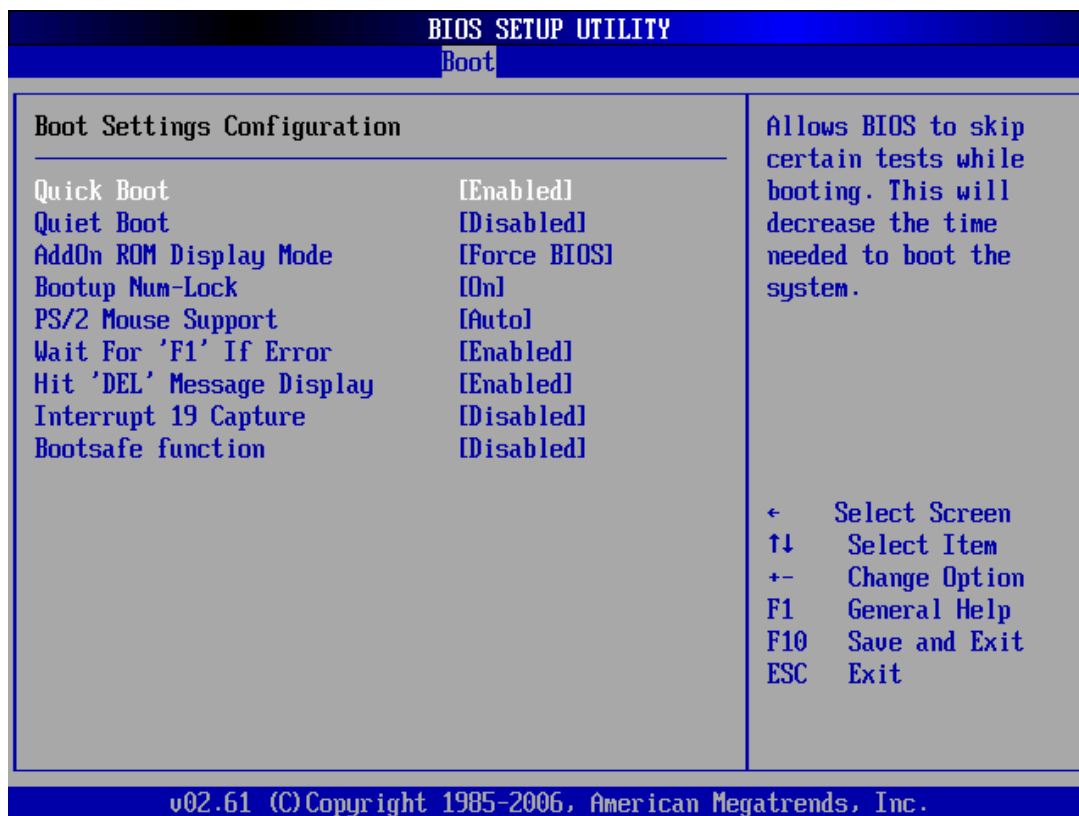 BIOS SETUP UTILITY
Boot
Boot Settings Configuration
Quick Boot [Enabled]
Quiet Boot [Disabled]
AddOn ROM Display Mode [Force BIOS]
Bootup Num-Lock [On]
PS/2 Mouse Support [Auto]
Wait For 'F1' If Error [Enabled]
Hit 'DEL' Message Display [Enabled]
Interrupt 19 Capture [Disabled]
Bootsafe function [Disabled]
Allows BIOS to skip
certain tests while
booting. This will
decrease the time
needed to boot the
system.
← Select Screen
↑↓ Select Item
+- Change Option
F1 General Help
F10 Save and Exit
ESC Exit
v02.61 (C)Copyright 1985-2006, American Megatrends, Inc.